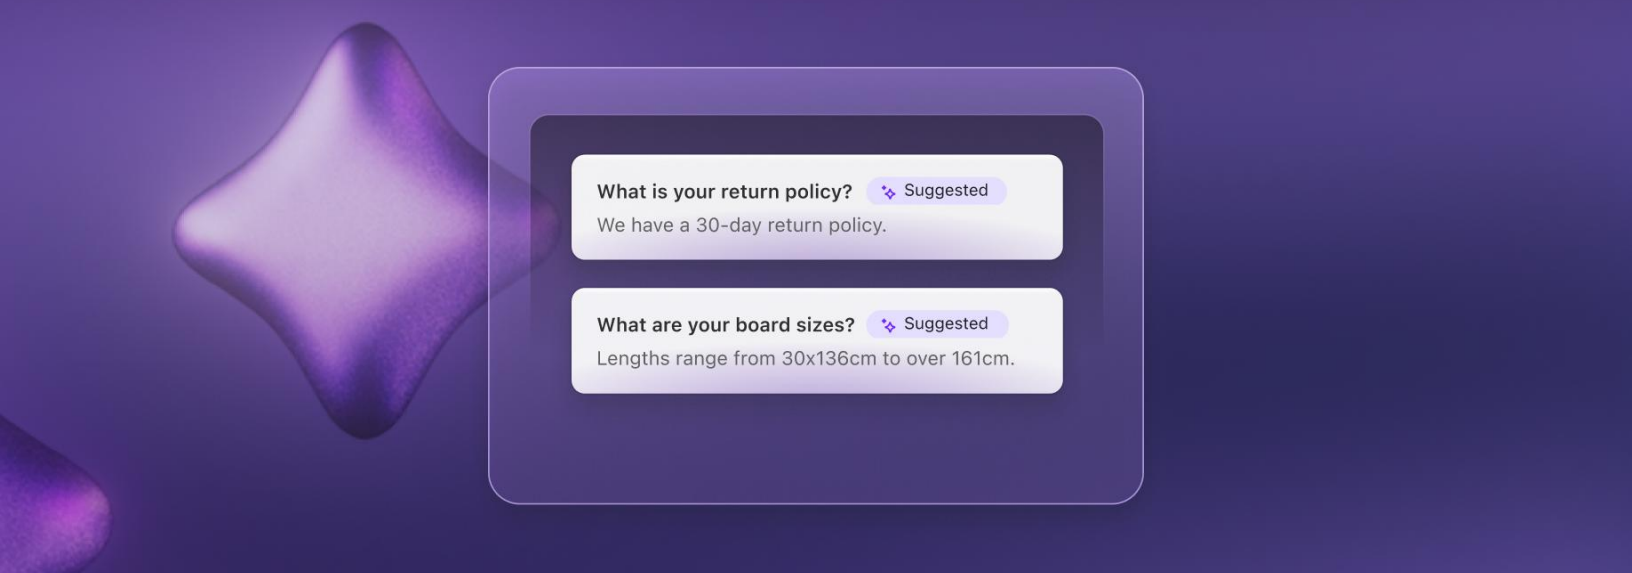 What is your return policy? Suggested
We have a 30-day return policy.
What are your board sizes? Suggested
Lengths range from 30x136cm to over 161cm.